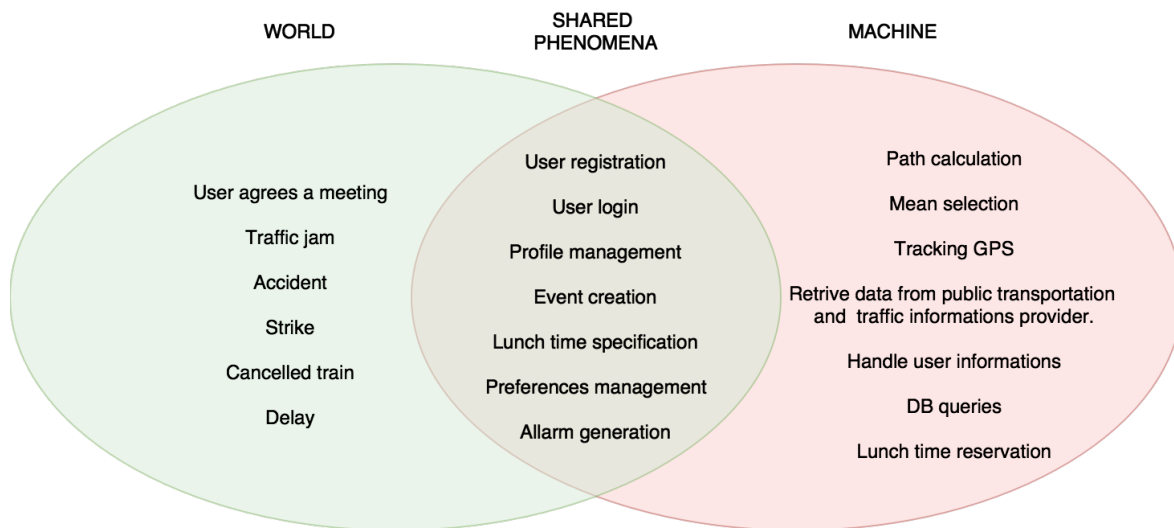 WORLD
SHARED
PHENOMENA
MACHINE
User agrees a meeting
Traffic jam
Accident
Strike
Cancelled train
Delay
User registration
User login
Profile management
Event creation
Lunch time specification
Preferences management
Allarm generation
Path calculation
Mean selection
Tracking GPS
Retrive data from public transportation
and traffic informations provider.
Handle user informations
DB queries
Lunch time reservation